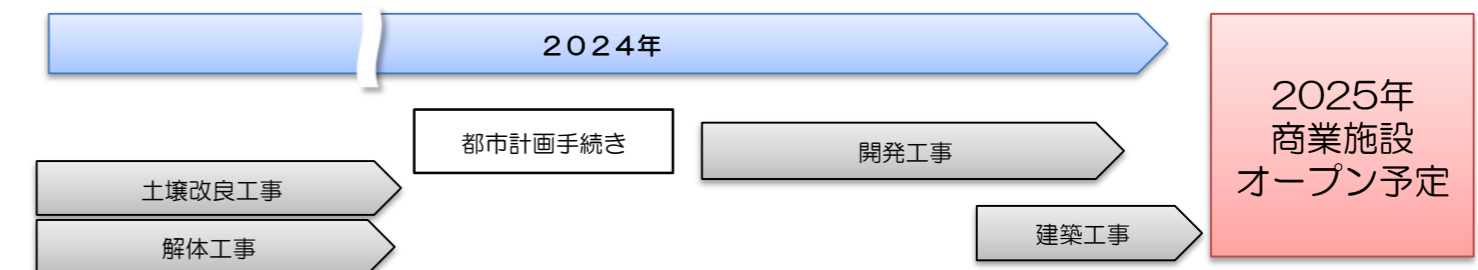 ２０２４年
都市計画手続き
開発工事
土壌改良工事
解体工事
建築工事
2025年
商業施設
オープン予定